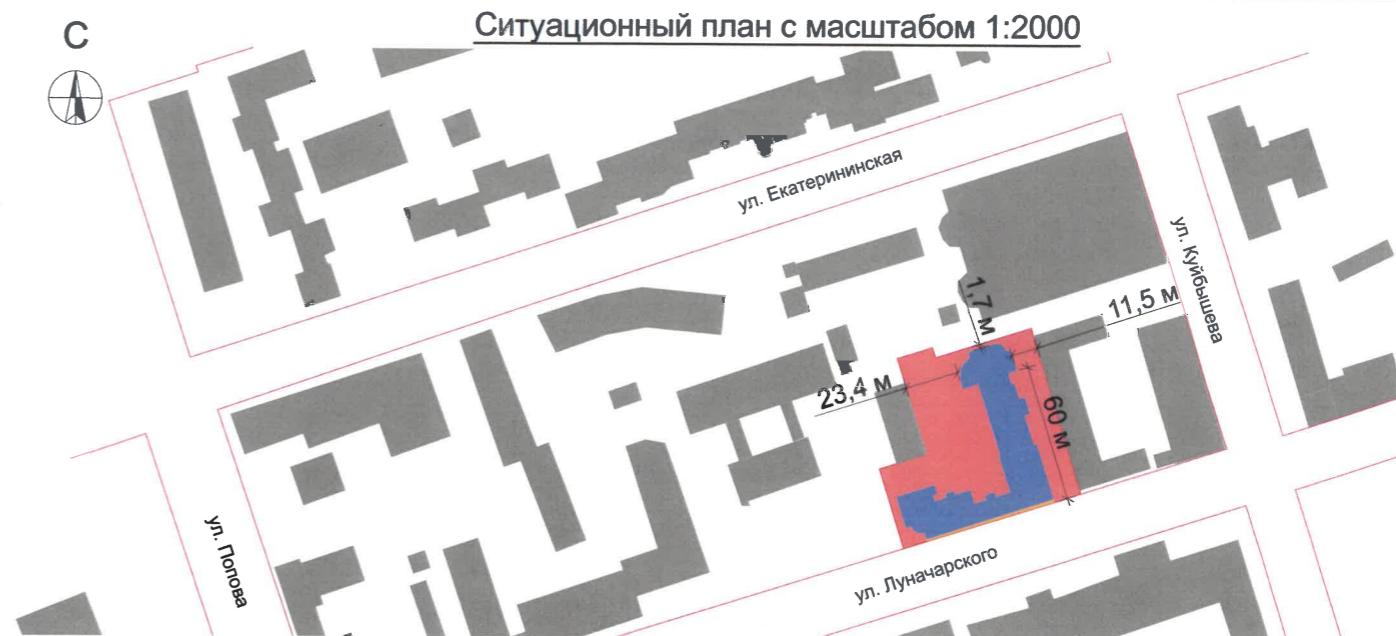 Ситуационный план с масштабом 1:2000
С
ул. Екатерининская
ул. Куйбышева
1,7 м
11,5 м
23,4 м
60 м
ул. Попова
ул. Луначарского